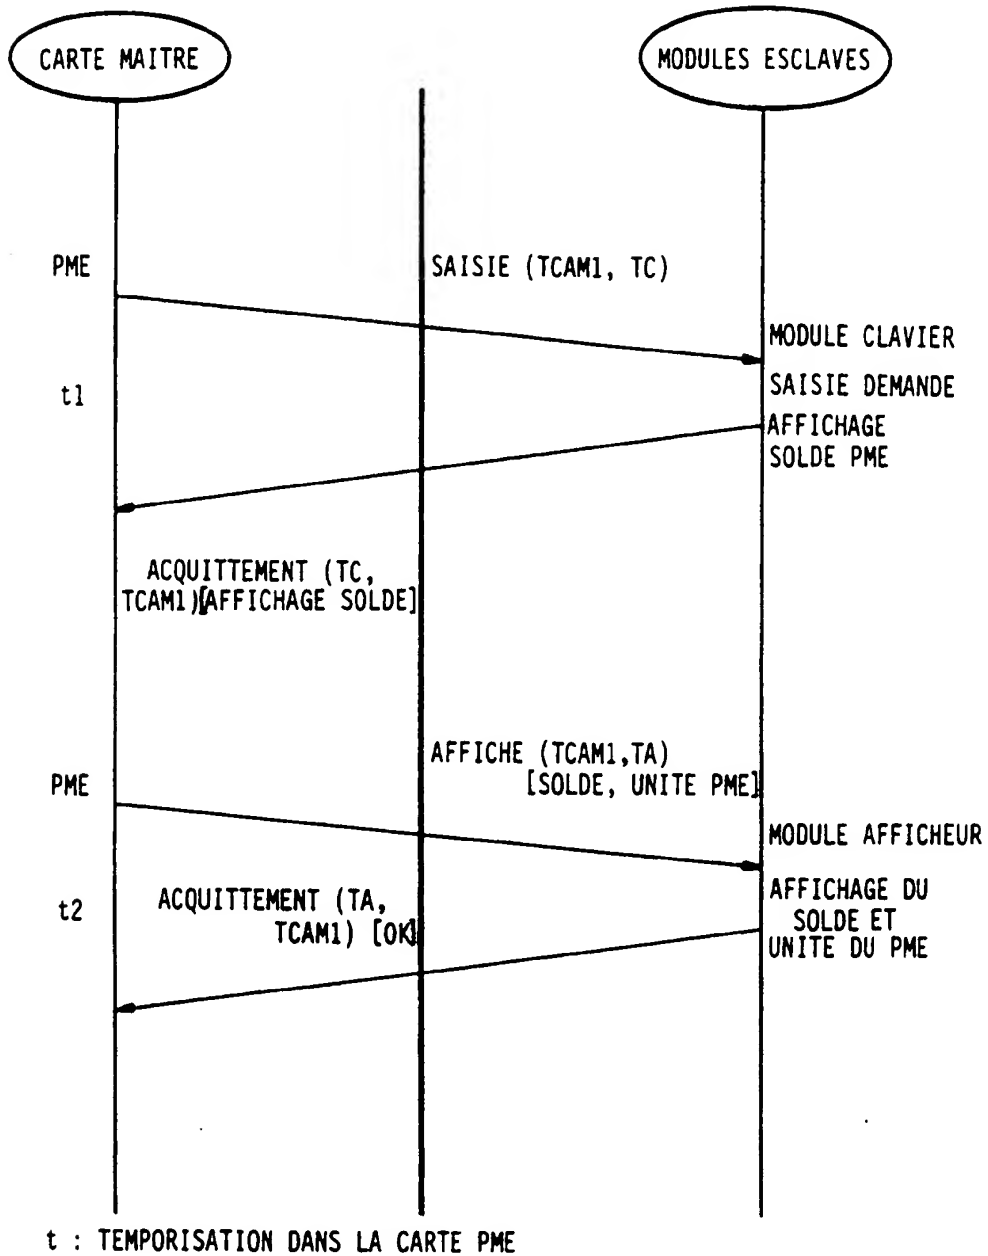 CARTE MAITRE
MODULES ESCLAVES
PME
SAISIE (TCAM1, TC)
MODULE CLAVIER
t1
SAISIE DEMANDE
AFFICHAGE
SOLDE PME
ACQUITTEMENT (TC,
TCAM1)[AFFICHAGE SOLDE]
AFFICHE (TCAM1,TA)
[SOLDE, UNITE PME]
PME
MODULE AFFICHEUR
t2
ACQUITTEMENT (TA,
TCAM1) [OK]
AFFICHAGE DU
SOLDE ET
UNITE DU PME
t : TEMPORISATION DANS LA CARTE PME